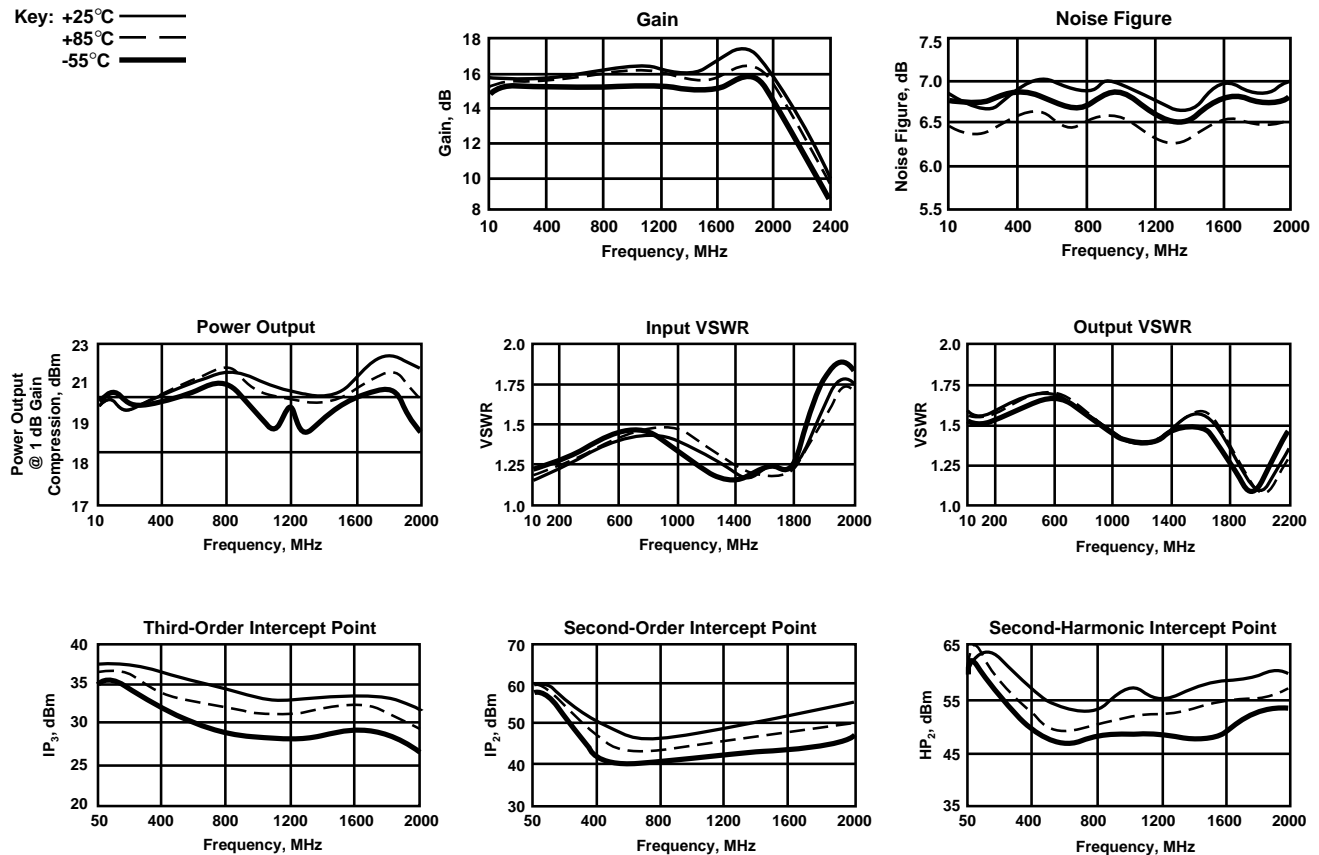 Key: +25°C
+85°C
-55°C
Gain
Gain, dB
18
16
14
12
10
8
10 400 800 1200 1600 2000 2400
Frequency, MHz
Noise Figure
Noise Figure, dB
7.5
7.0
6.5
6.0
5.5
10 400 800 1200 1600 2000
Frequency, MHz
Power Output
Power Output
@ 1 dB Gain
Compression, dBm
23
21
19
18
17
10 400 800 1200 1600 2000
Frequency, MHz
Input VSWR
VSWR
2.0
1.75
1.5
1.25
1.0
10 200 600 1000 1400 1800 2000
Frequency, MHz
Output VSWR
VSWR
2.0
1.75
1.5
1.25
1.0
10 200 600 1000 1400 1800 2200
Frequency, MHz
Third-Order Intercept Point
IP3, dBm
40
35
30
25
20
50 400 800 1200 1600 2000
Frequency, MHz
Second-Order Intercept Point
IP2, dBm
70
60
50
40
30
50 400 800 1200 1600 2000
Frequency, MHz
Second-Harmonic Intercept Point
HP2, dBm
65
55
45
35
50 400 800 1200 1600 2000
Frequency, MHz